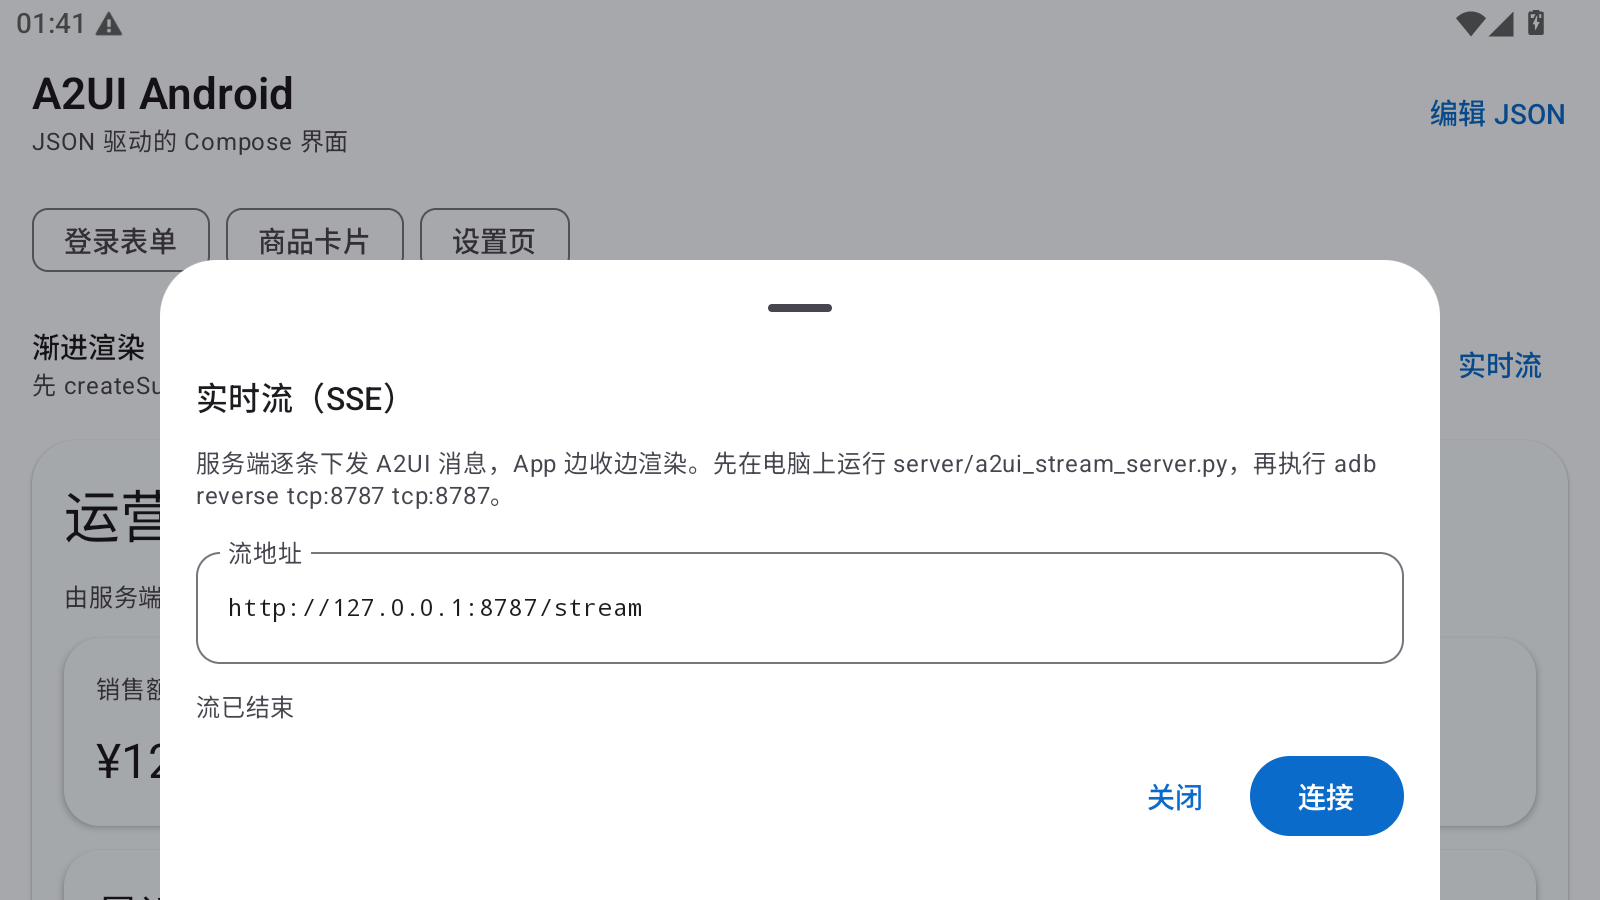 01:41
A2UI Android
JSON 驱动的 Compose 界面
编辑 JSON
登录表单
商品卡片
设置页
渐进渲染
先 createSu
实时流
运营
由服务端
销售额
¥12
实时流（SSE）
服务端逐条下发 A2UI 消息，App 边收边渲染。先在电脑上运行 server/a2ui_stream_server.py，再执行 adb
reverse tcp:8787 tcp:8787。
流地址
http://127.0.0.1:8787/stream
流已结束
关闭
连接